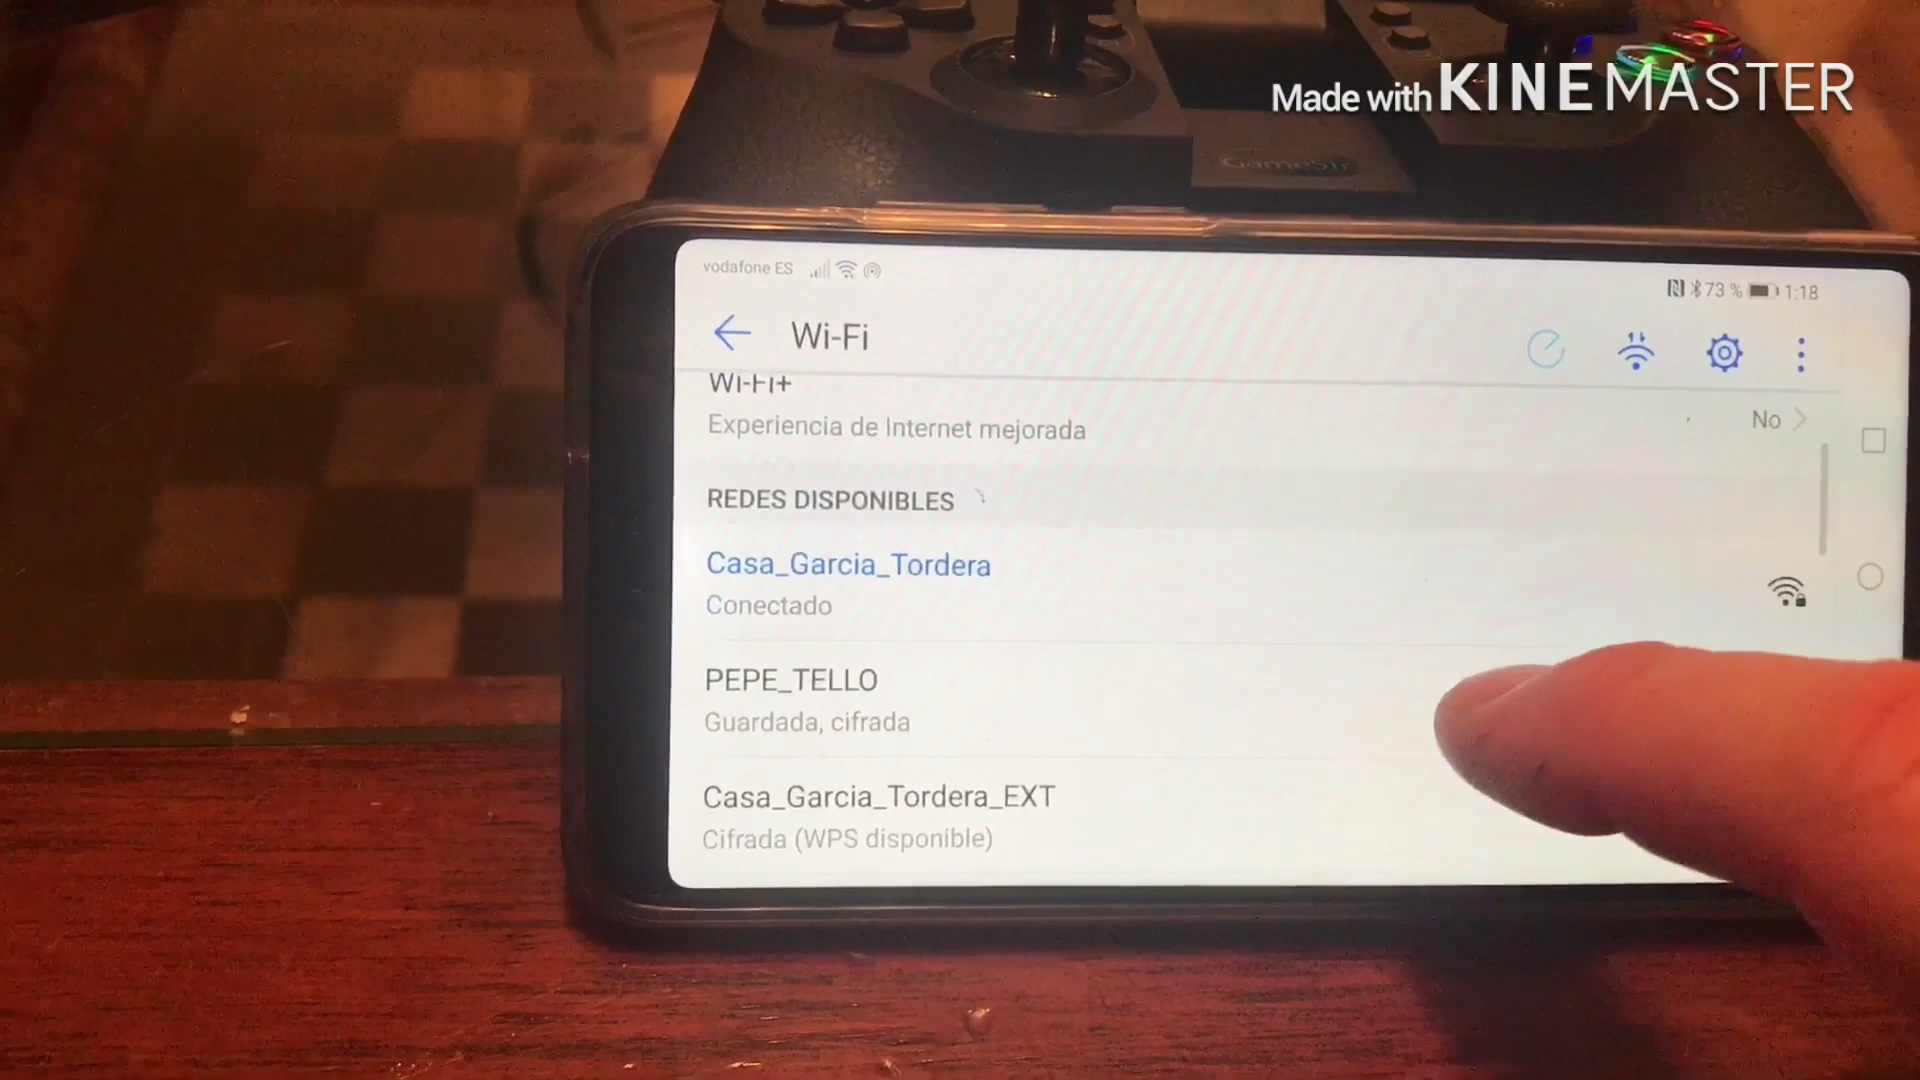 Made with KINEMASTER
GameSir
vodafone ES
73 % 1:18
Wi-Fi
Wi-Fi+
Experiencia de Internet mejorada
No
REDES DISPONIBLES
Casa_Garcia_Tordera
Conectado
PEPE_TELLO
Guardada, cifrada
Casa_Garcia_Tordera_EXT
Cifrada (WPS disponible)